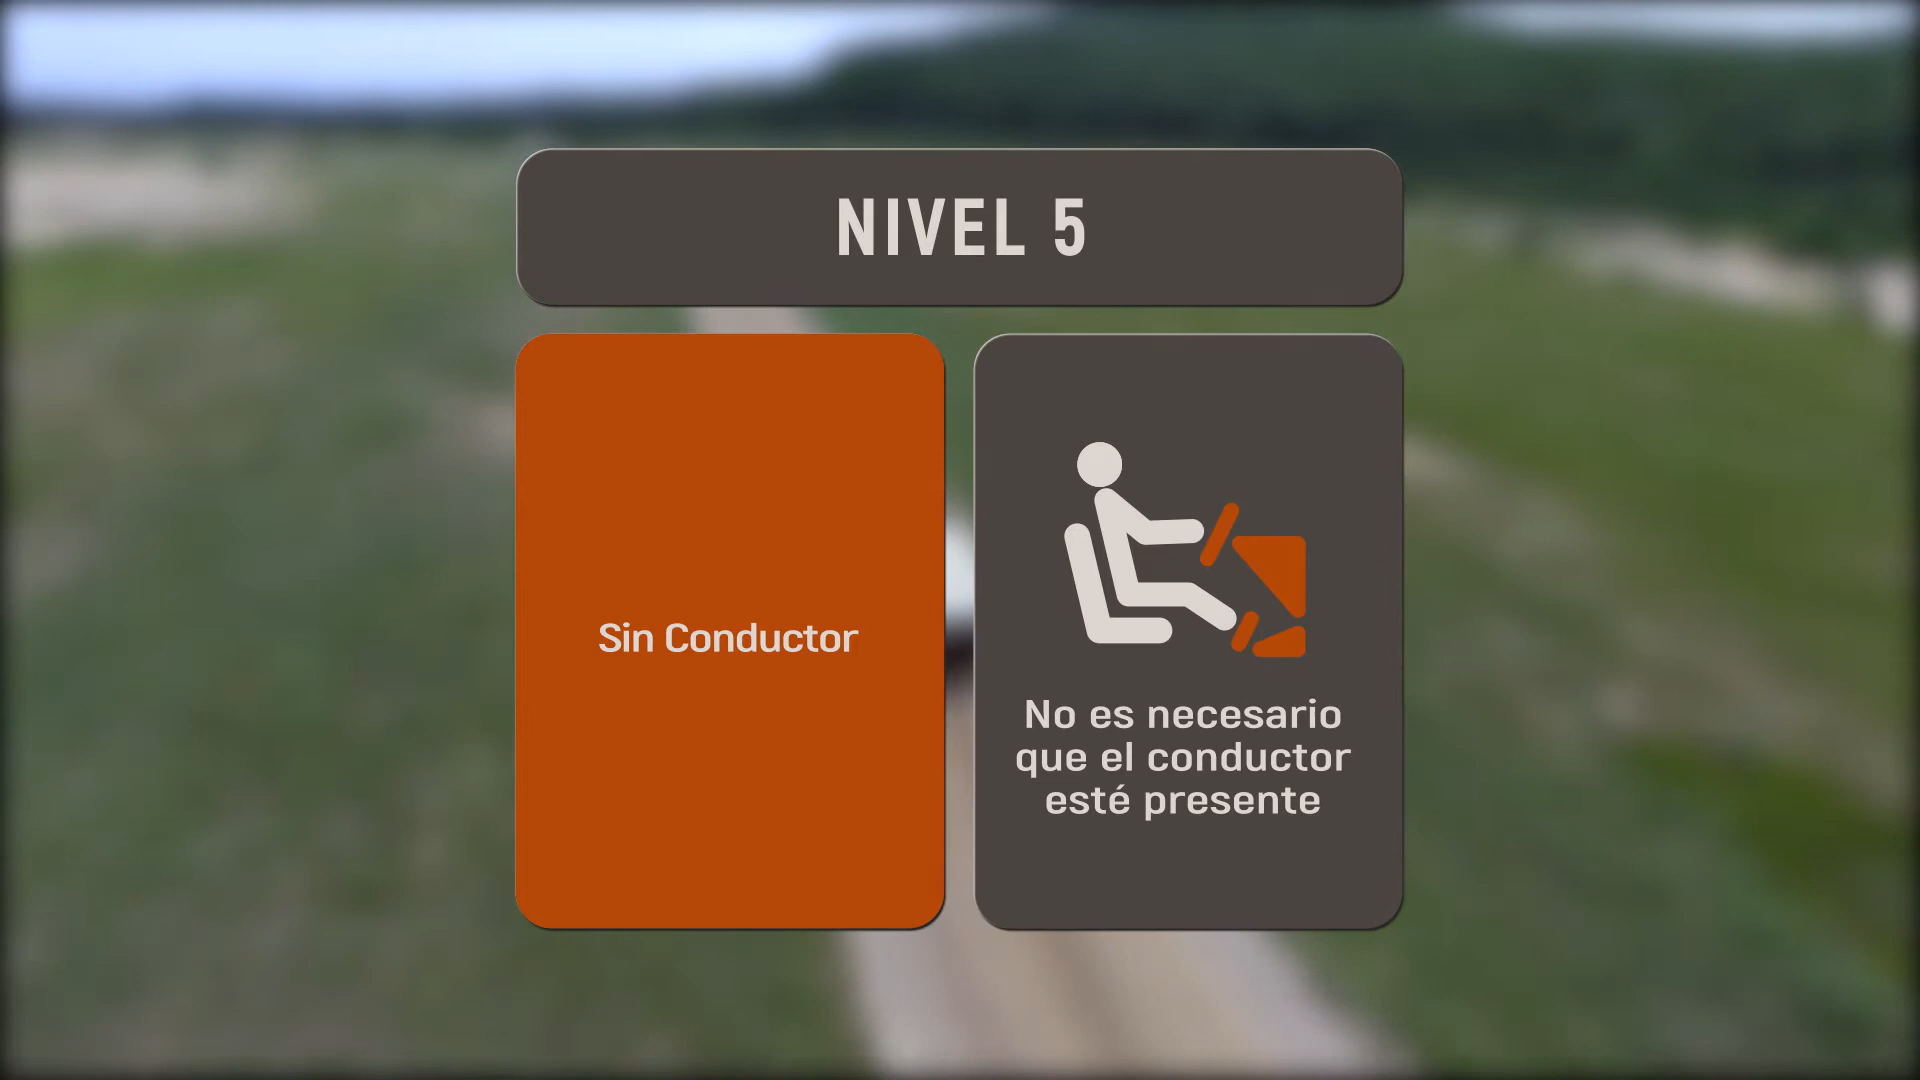 NIVEL 5
Sin Conductor
No es necesario
que el conductor
esté presente